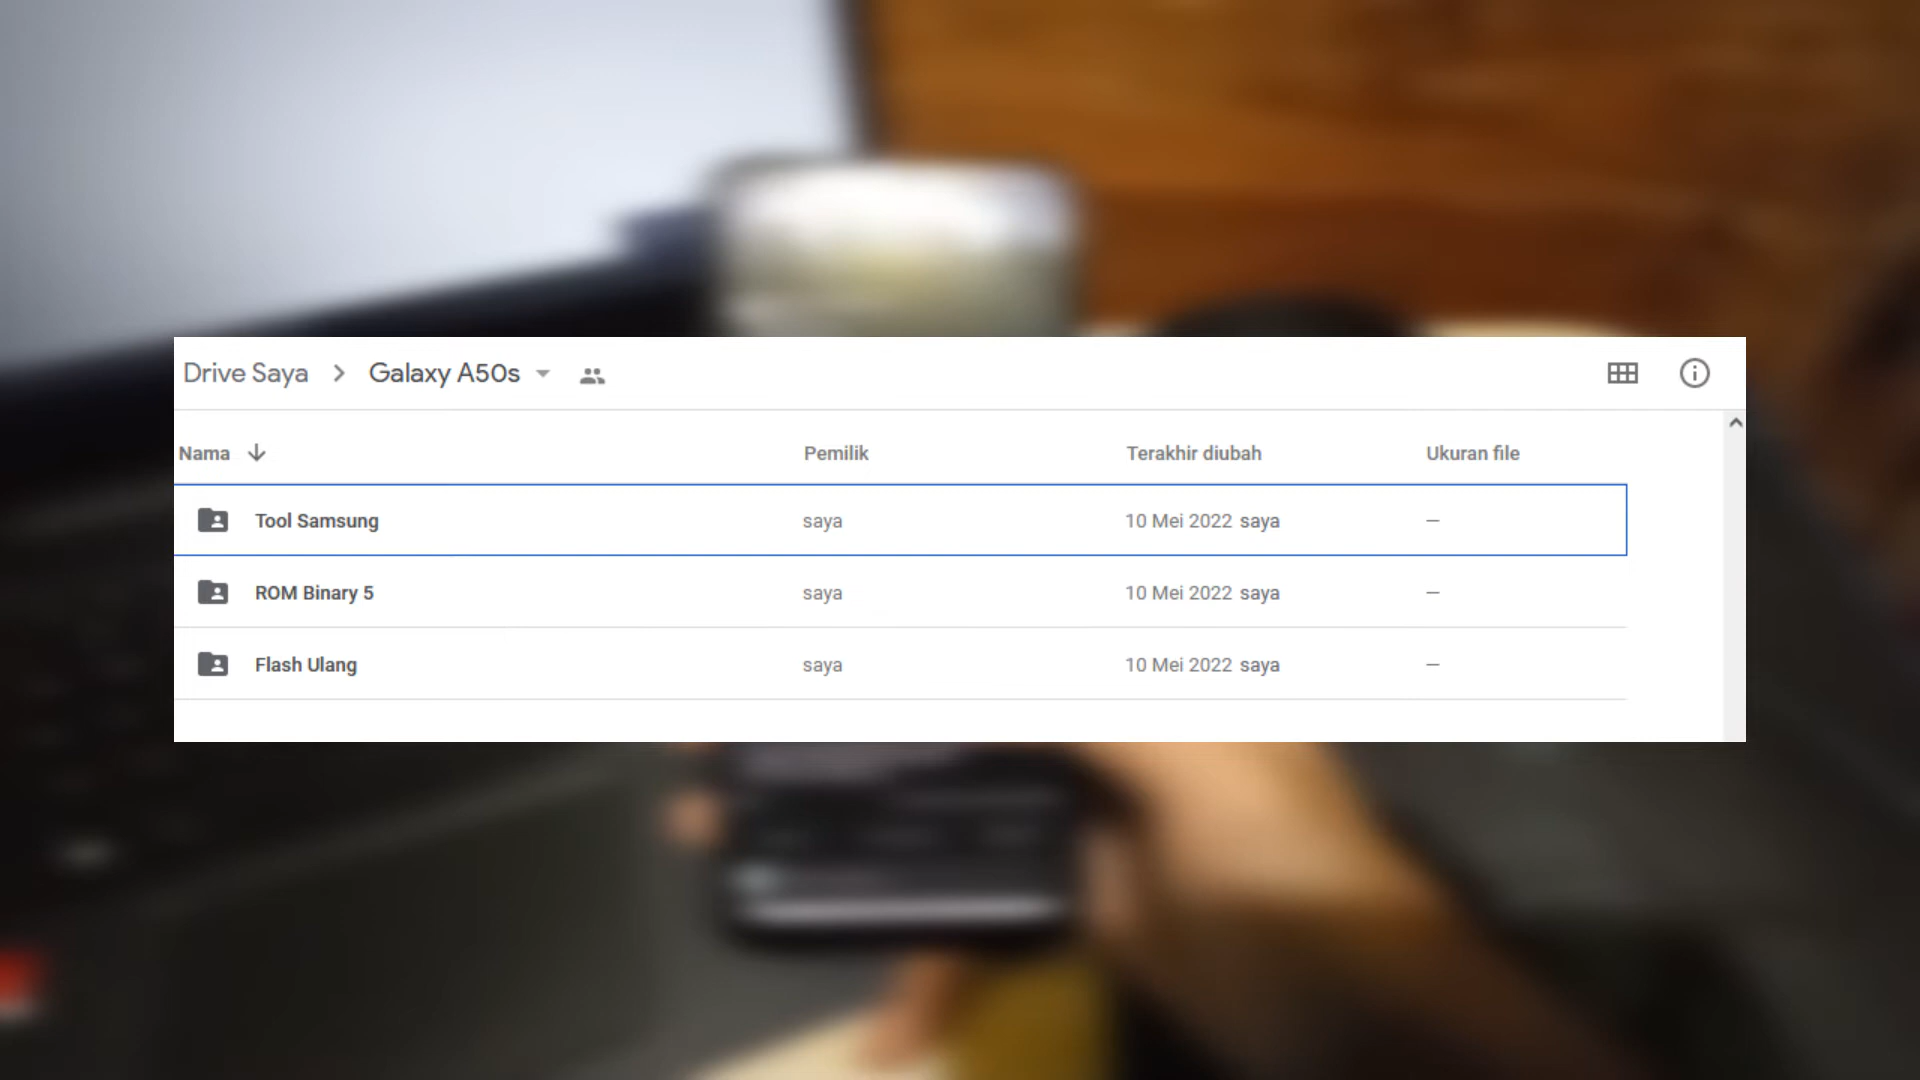 Drive Saya > Galaxy A50s
Nama Pemilik Terakhir diubah Ukuran file
Tool Samsung saya 10 Mei 2022 saya —
ROM Binary 5 saya 10 Mei 2022 saya —
Flash Ulang saya 10 Mei 2022 saya —